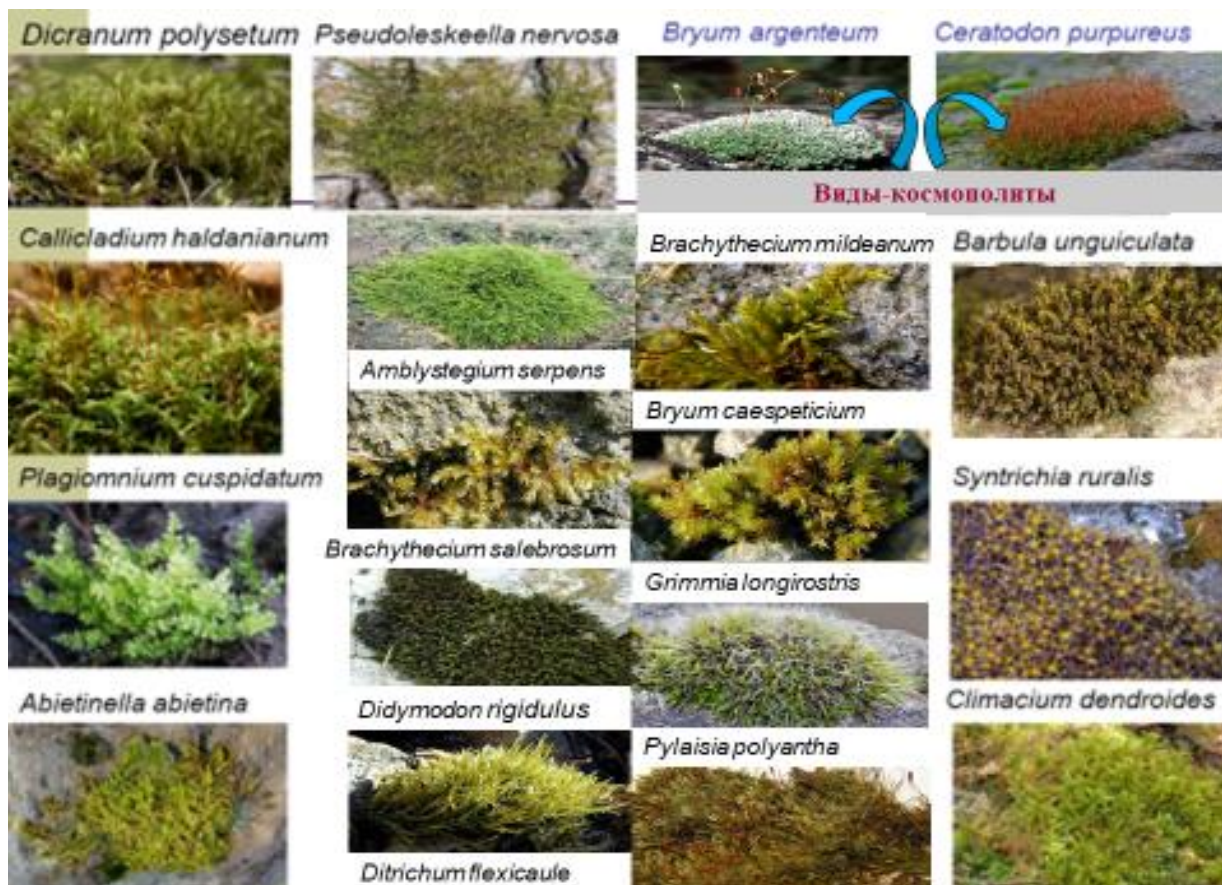 Dicranum polysetum
Pseudoleskeella nervosa
Bryum argenteum
Ceratodon purpureus
Виды-космополиты
Callicladium haldanianum
Brachythecium mildeanum
Barbula unguiculata
Amblystegium serpens
Bryum caespeticium
Plagiomnium cuspidatum
Syntrichia ruralis
Brachythecium salebrosum
Grimmia longirostris
Abietinella abietina
Didymodon rigidulus
Climacium dendroides
Pylaisia polyantha
Ditrichum flexicaule